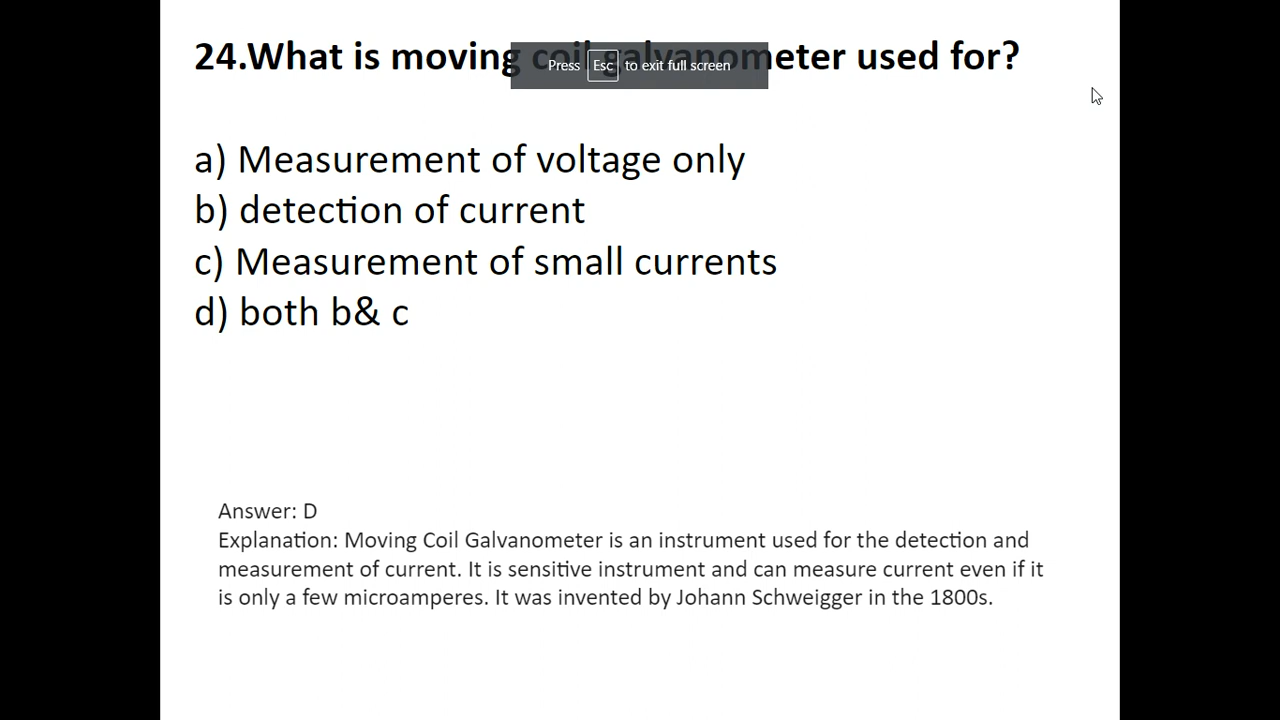 24.What is moving coil galvanometer used for?
Press Esc to exit full screen
a) Measurement of voltage only
b) detection of current
c) Measurement of small currents
d) both b& c
Answer: D
Explanation: Moving Coil Galvanometer is an instrument used for the detection and
measurement of current. It is sensitive instrument and can measure current even if it
is only a few microamperes. It was invented by Johann Schweigger in the 1800s.